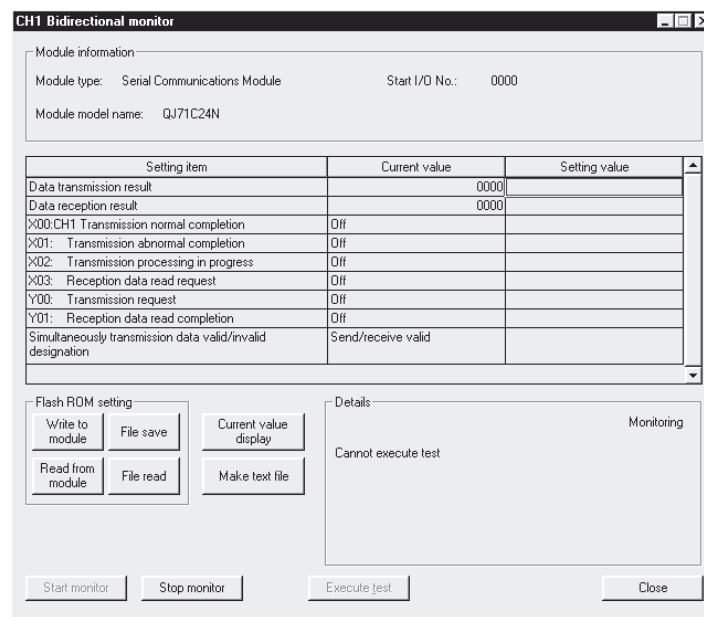 CH1 Bidirectional monitor
Module information
Module type: Serial Communications Module Start I/O No.: 0000
Module model name: QJ71C24N
Setting item Current value Setting value
Data transmission result 0000
Data reception result 0000
X00:CH1 Transmission normal completion Off
X01: Transmission abnormal completion Off
X02: Transmission processing in progress Off
X03: Reception data read request Off
Y00: Transmission request Off
Y01: Reception data read completion Off
Simultaneously transmission data valid/invalid Send/receive valid
designation
Flash ROM setting
Write to
module
File save
Current value
display
Read from
module
File read
Make text file
Details
Monitoring
Cannot execute test
Start monitor Stop monitor Execute test Close